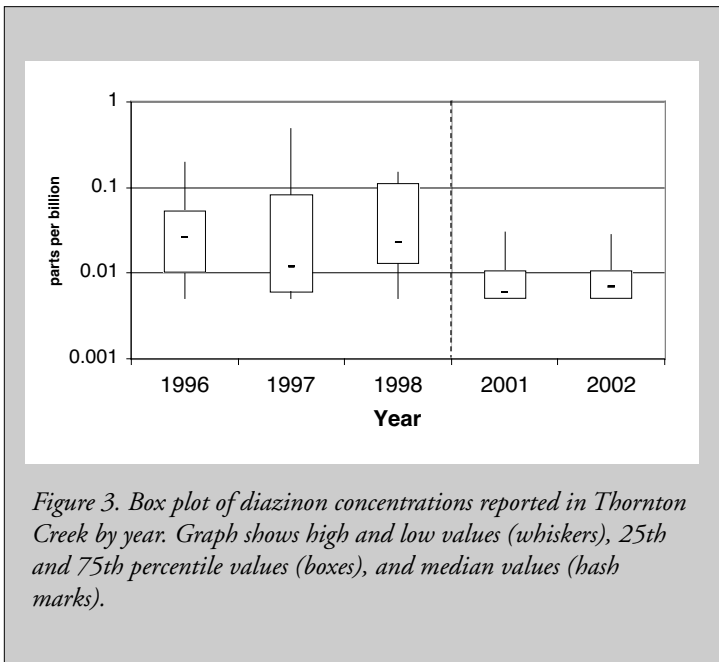 1
0.1
0.01
0.001
parts per billion
1996 1997 1998 2001 2002
Year
Figure 3. Box plot of diazinon concentrations reported in Thornton
Creek by year. Graph shows high and low values (whiskers), 25th
and 75th percentile values (boxes), and median values (hash
marks).